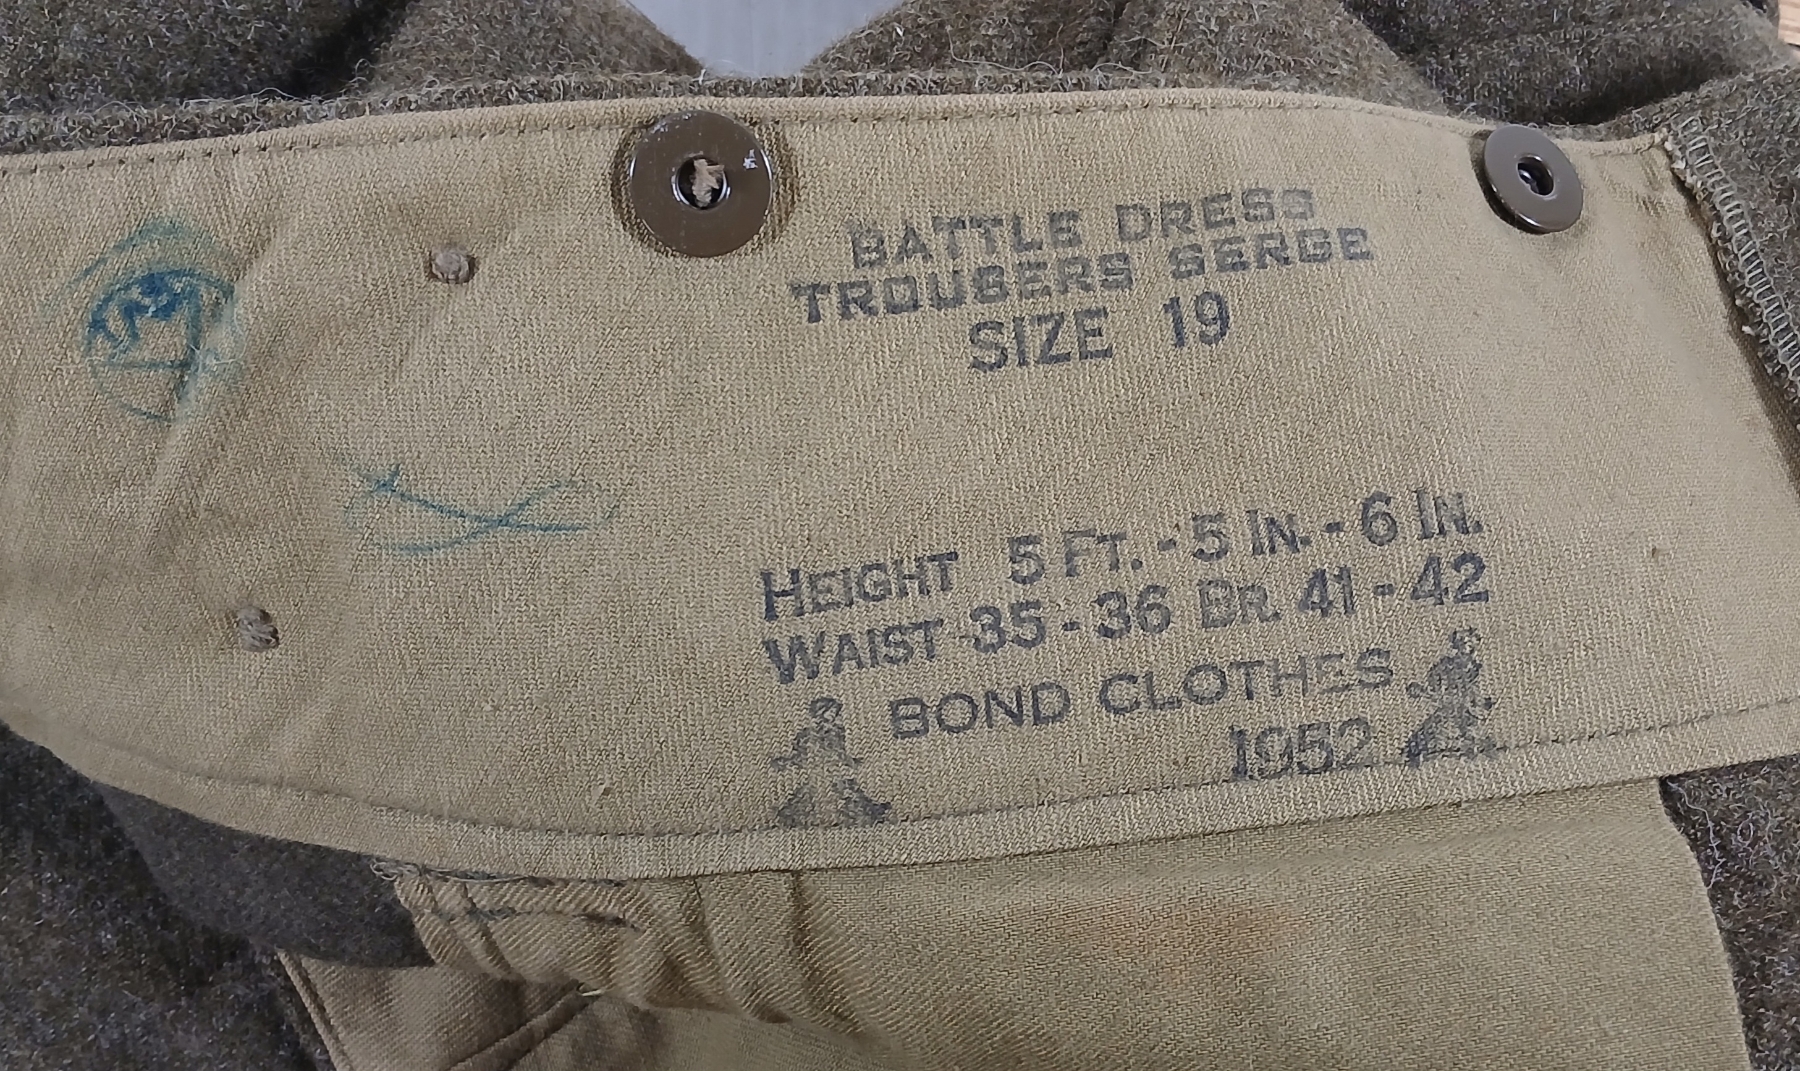 BATTLE DRESS
TROUSERS SERGE
SIZE 19
HEIGHT 5 FT. - 5 IN. - 6 IN.
WAIST 35 - 36 BR. 41 - 42
BOND CLOTHES
1952